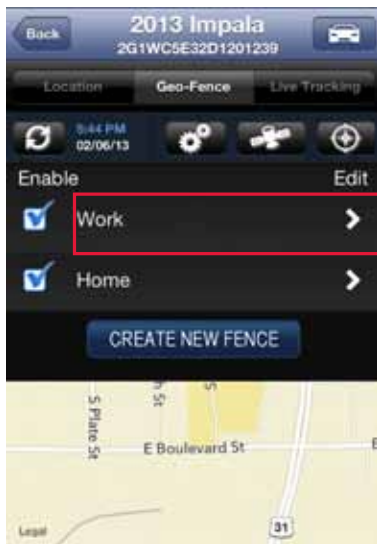 Back
2013 Impala
2G1WC5E32D1201239
Location Geo-Fence Live Tracking
5:44 PM
02/06/13
Enable Edit
Work
Home
CREATE NEW FENCE
S Plate St
St
S
E Boulevard St
E
31
Legal